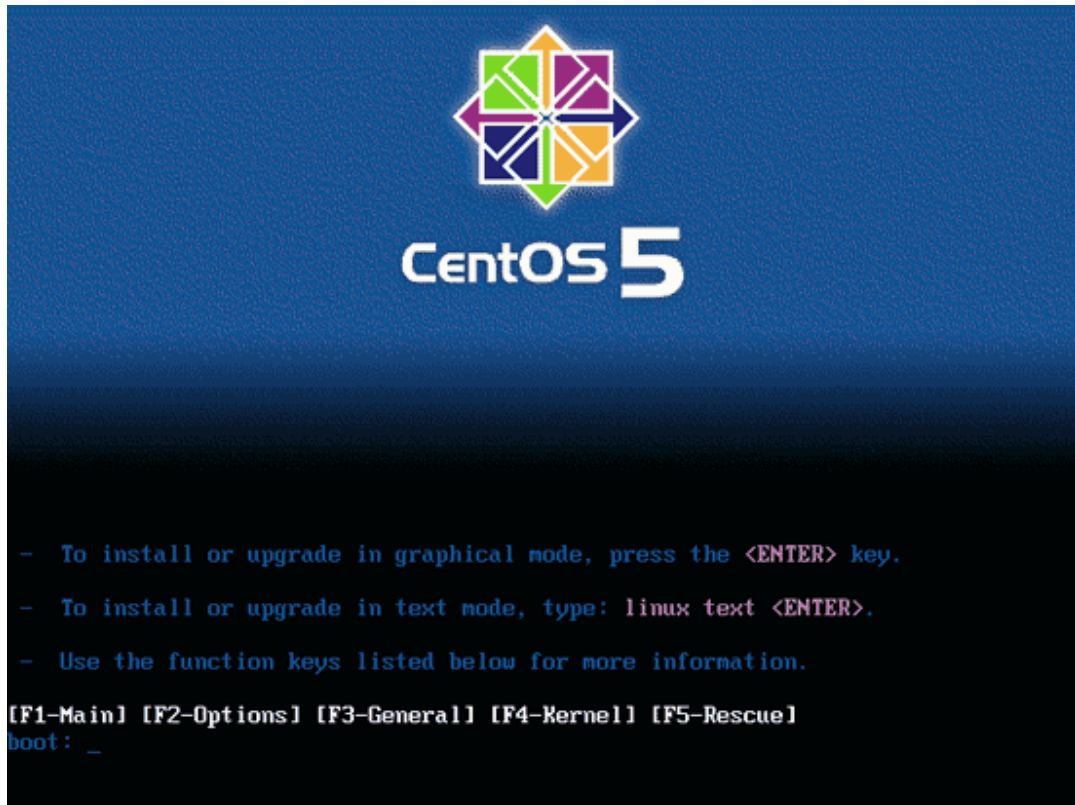 CentOS 5
- To install or upgrade in graphical mode, press the <ENTER> key.
- To install or upgrade in text mode, type: linux text <ENTER>.
- Use the function keys listed below for more information.
[F1-Main] [F2-Options] [F3-General] [F4-Kernel] [F5-Rescue]
boot: _